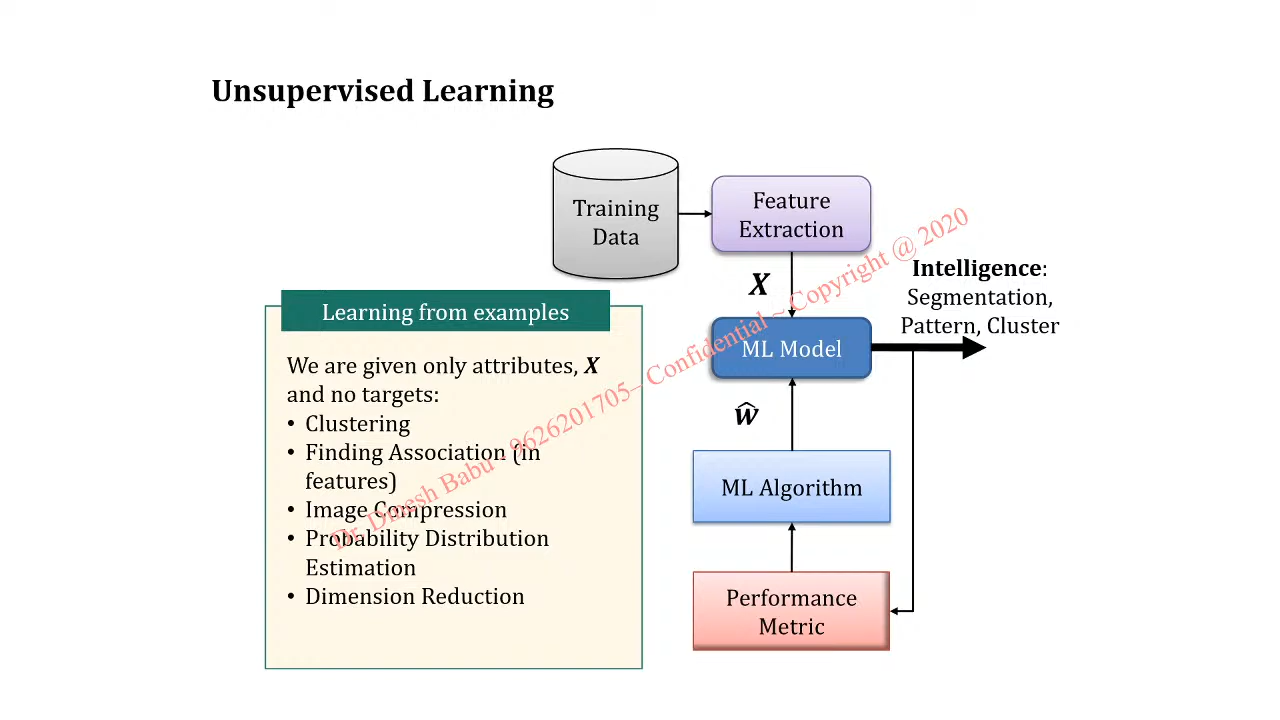 Unsupervised Learning
Training
Data
Feature
Extraction
X
Intelligence:
Segmentation,
Pattern, Cluster
ML Model
ŵ
ML Algorithm
Performance
Metric
Learning from examples
We are given only attributes, X
and no targets:
• Clustering
• Finding Association (in
features)
• Image Compression
• Probability Distribution
Estimation
• Dimension Reduction
Dr. Dinesh Babu - 9626201705– Confidential ~ Copyright @ 2020